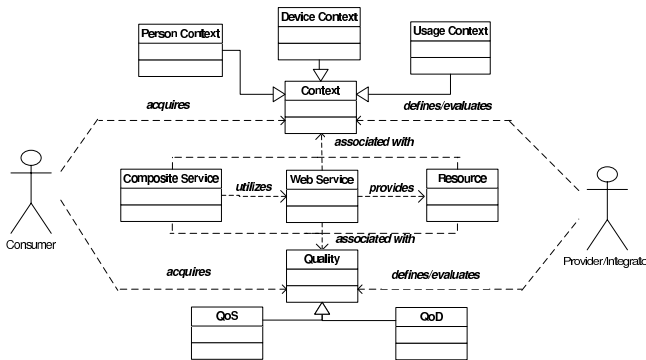 Device Context
Person Context
Usage Context
Context
acquires
defines/evaluates
associated with
Composite Service
utilizes
Web Service
provides
Resource
Consumer
Provider/Integratio
associated with
Quality
acquires
defines/evaluates
QoS
QoD